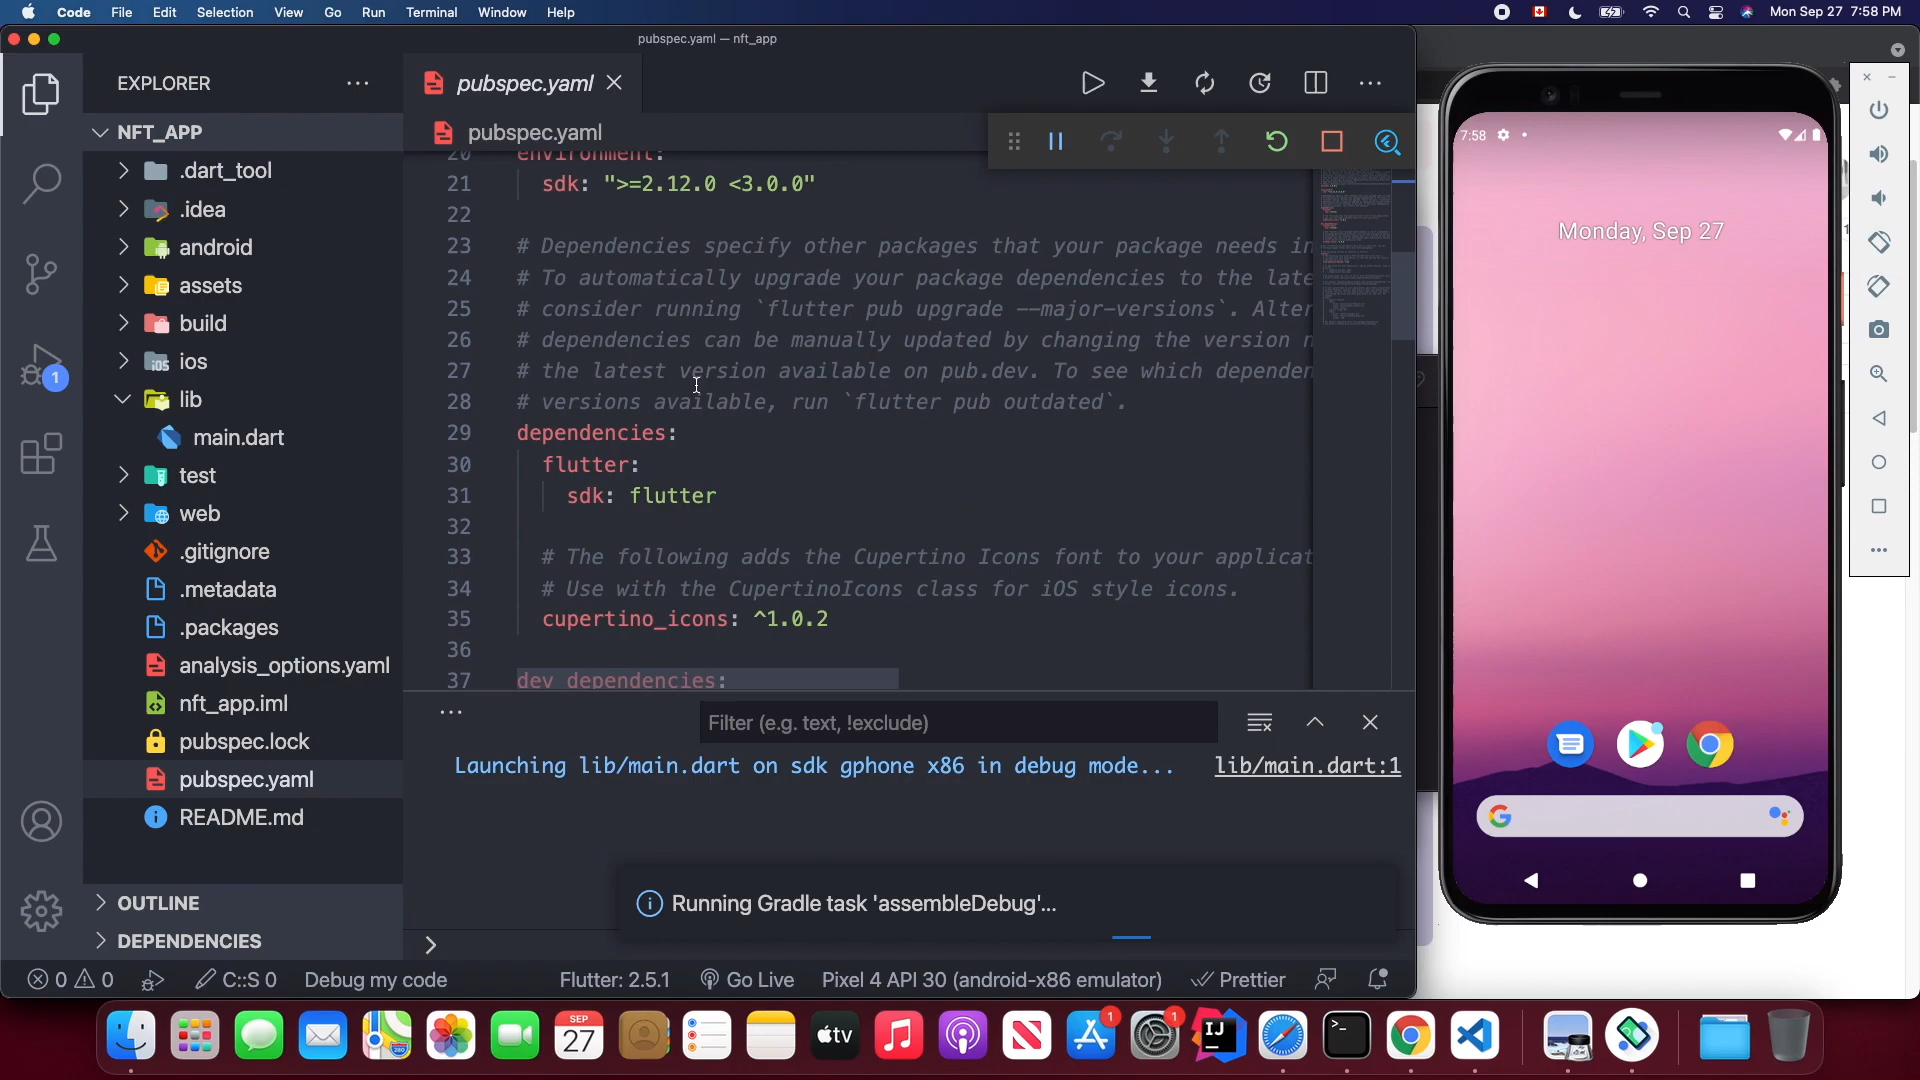 Code File Edit Selection View Go Run Terminal Window Help
Mon Sep 27 7:58 PM
pubspec.yaml — nft_app
EXPLORER
NFT_APP
.dart_tool
.idea
android
assets
build
ios
lib
main.dart
test
web
.gitignore
.metadata
.packages
analysis_options.yaml
nft_app.iml
pubspec.lock
pubspec.yaml
README.md
OUTLINE
DEPENDENCIES
1
pubspec.yaml
pubspec.yaml
20 environment:
21 sdk: ">=2.12.0 <3.0.0"
22
23 # Dependencies specify other packages that your package needs in
24 # To automatically upgrade your package dependencies to the late
25 # consider running `flutter pub upgrade --major-versions`. Alter
26 # dependencies can be manually updated by changing the version n
27 # the latest version available on pub.dev. To see which dependen
28 # versions available, run `flutter pub outdated`.
29 dependencies:
30 flutter:
31 sdk: flutter
32
33 # The following adds the Cupertino Icons font to your applicat
34 # Use with the CupertinoIcons class for iOS style icons.
35 cupertino_icons: ^1.0.2
36
37 dev_dependencies:
Filter (e.g. text, !exclude)
Launching lib/main.dart on sdk gphone x86 in debug mode... lib/main.dart:1
Running Gradle task 'assembleDebug'...
0 0 C::S 0 Debug my code Flutter: 2.5.1 Go Live Pixel 4 API 30 (android-x86 emulator) Prettier
7:58
Monday, Sep 27
SEP
27
tv
1
1
IJ